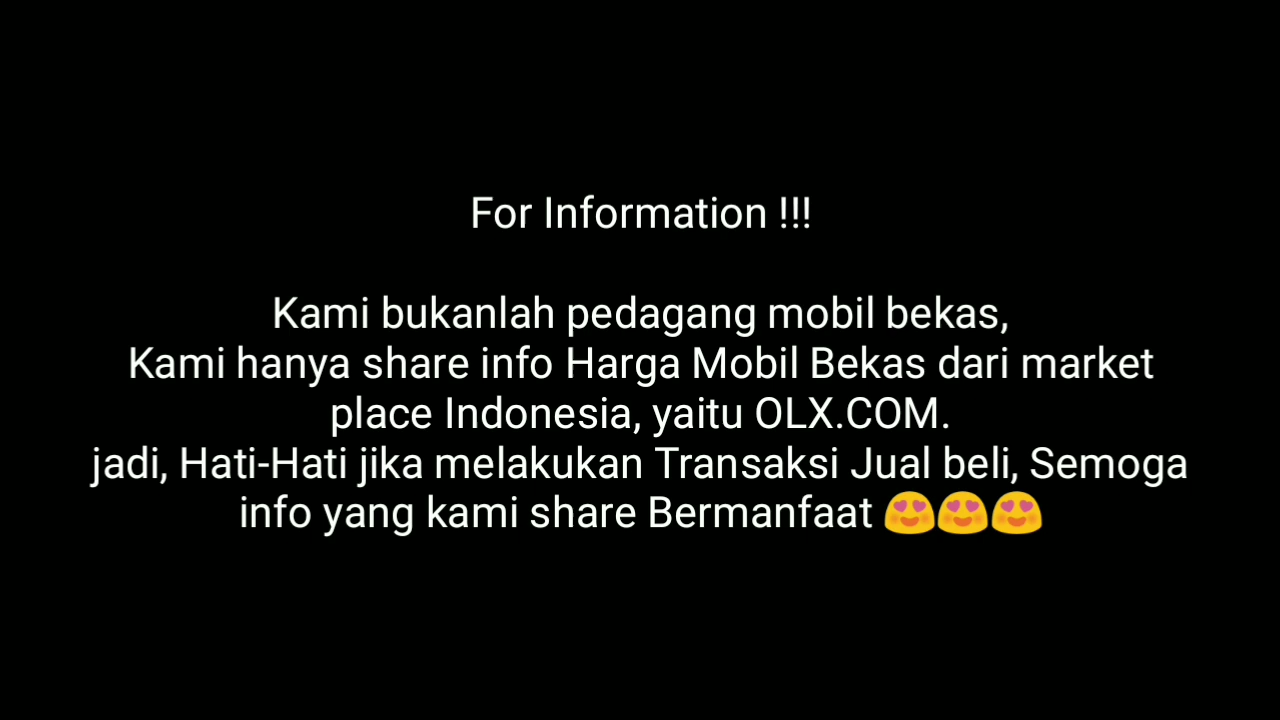 For Information !!!
Kami bukanlah pedagang mobil bekas,
Kami hanya share info Harga Mobil Bekas dari market
place Indonesia, yaitu OLX.COM.
jadi, Hati-Hati jika melakukan Transaksi Jual beli, Semoga
info yang kami share Bermanfaat 😍😍😍